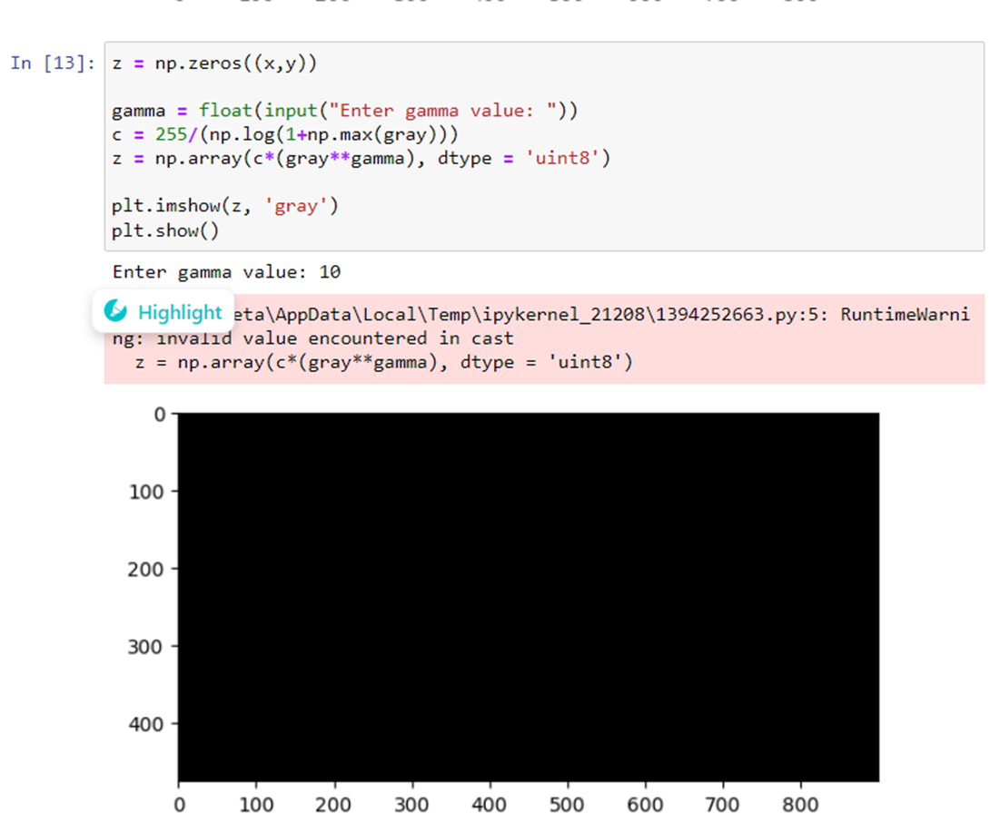 In [13]:
z = np.zeros((x,y))
gamma = float(input("Enter gamma value: "))
c = 255/(np.log(1+np.max(gray)))
z = np.array(c*(gray**gamma), dtype = 'uint8')
plt.imshow(z, 'gray')
plt.show()
Enter gamma value: 10
Highlight
eta\AppData\Local\Temp\ipykernel_21208\1394252663.py:5: RuntimeWarni
ng: invalid value encountered in cast
z = np.array(c*(gray**gamma), dtype = 'uint8')
0
100
200
300
400
0 100 200 300 400 500 600 700 800